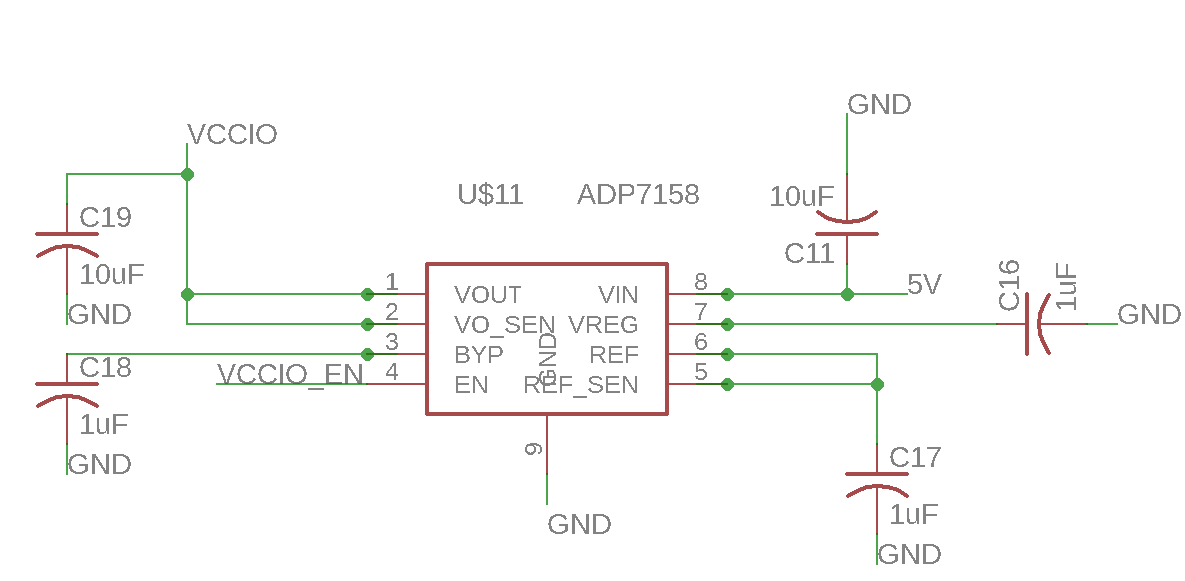 GND
VCCIO
U$11 ADP7158
10uF
C19
C11
10uF
GND
C16
1uF
1 VOUT VIN 8 5V
2 VO_SEN VREG 7 GND
3 BYP REF 6
VCCIO_EN 4 EN REF_SEN 5
GND
C18
1uF
GND
9
GND
C17
1uF
GND